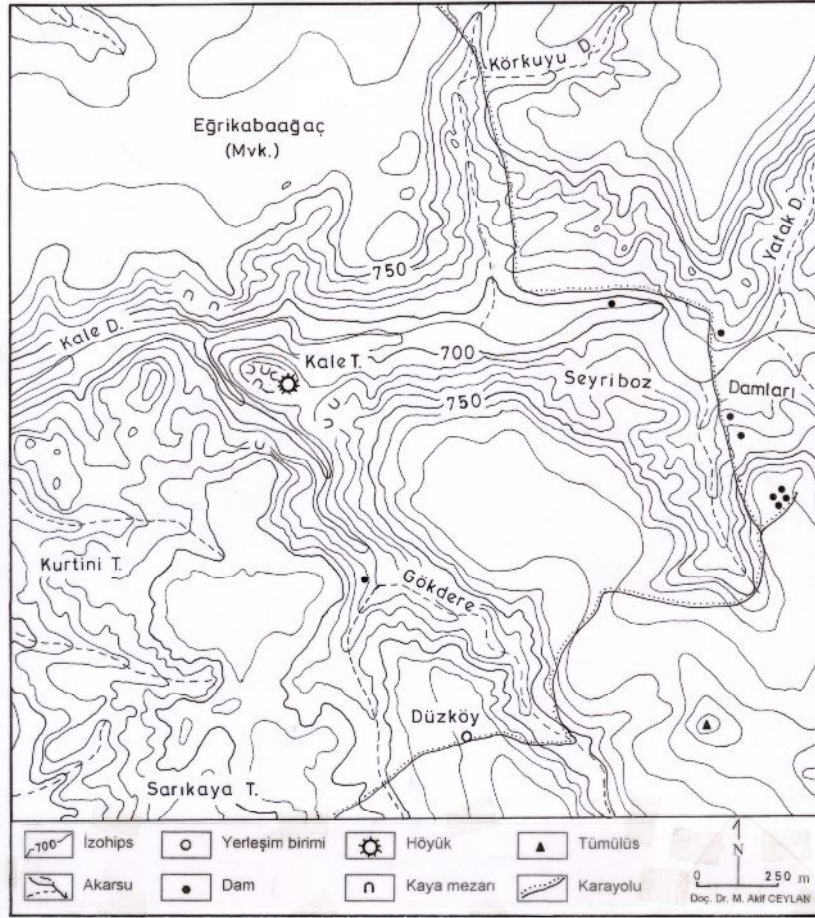 Körkuyu D.
Eğrikabaağaç
(Mvk.)
Yatak D.
750
Kale D.
Kale T.
700
Seyriboz
Damları
750
Kurtini T.
Gökdere
Düzköy
Sarıkaya T.
700 İzohips
Yerleşim birimi
Höyük
Tümülüs
N
Akarsu
Dam
Kaya mezarı
Karayolu
0 250 m
Doç. Dr. M. Akif CEYLAN